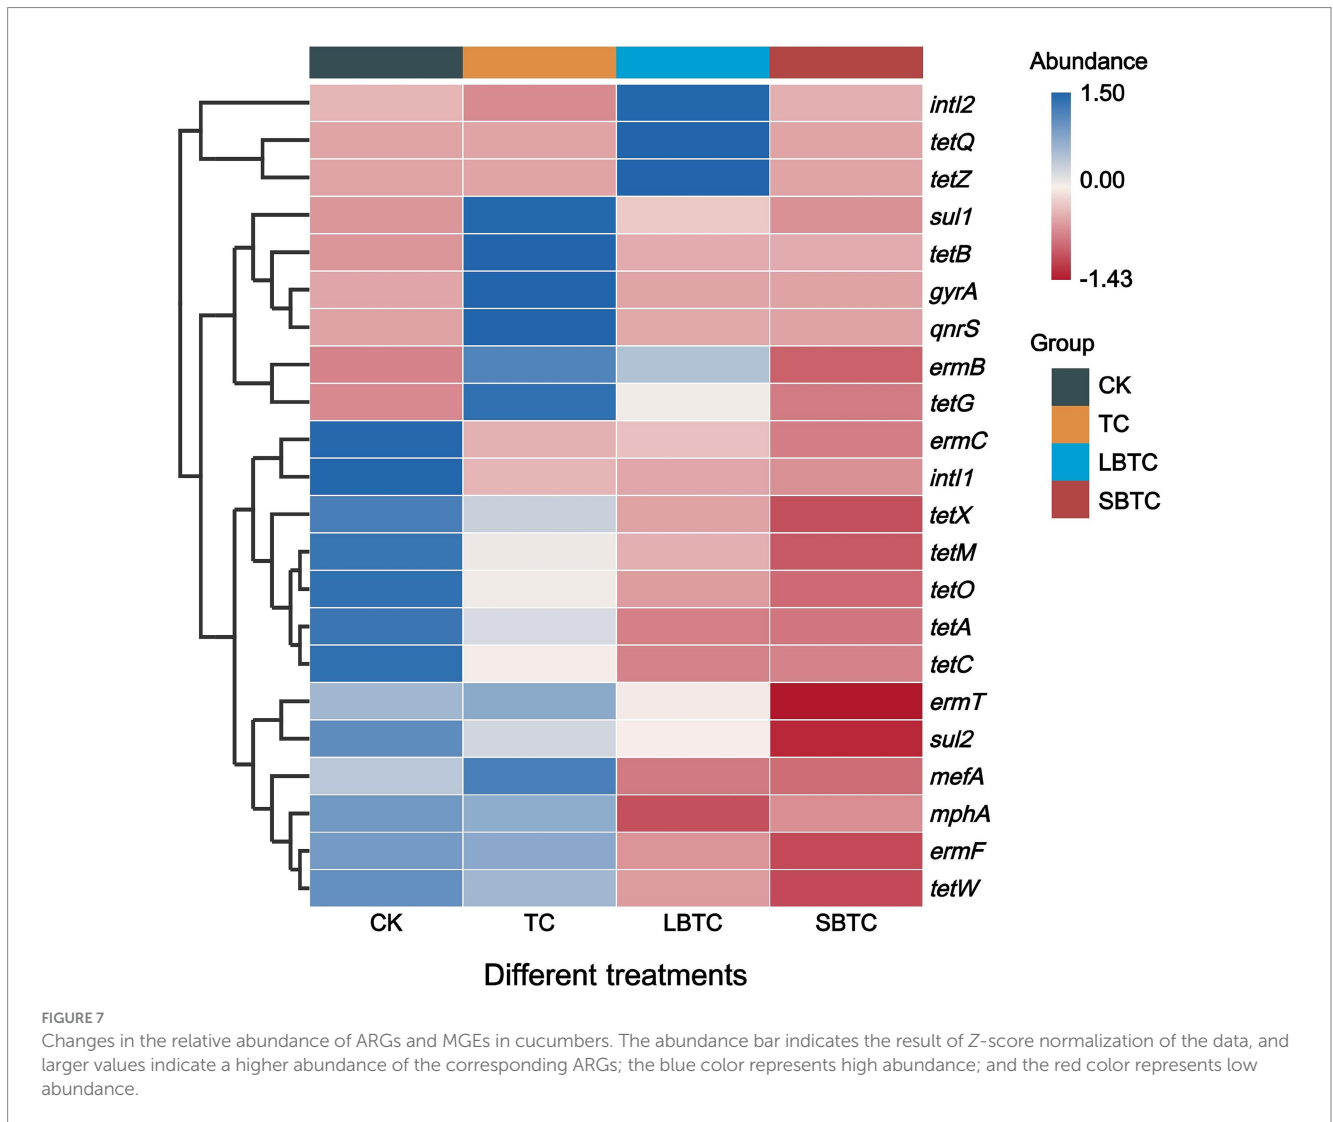 Abundance
1.50
0.00
-1.43
intI2
tetQ
tetZ
sul1
tetB
gyrA
qnrS
ermB
tetG
ermC
intI1
tetX
tetM
tetO
tetA
tetC
ermT
sul2
mefA
mphA
ermF
tetW
Group
CK
TC
LBTC
SBTC
CK TC LBTC SBTC
Different treatments
FIGURE 7
Changes in the relative abundance of ARGs and MGEs in cucumbers. The abundance bar indicates the result of Z-score normalization of the data, and
larger values indicate a higher abundance of the corresponding ARGs; the blue color represents high abundance; and the red color represents low
abundance.